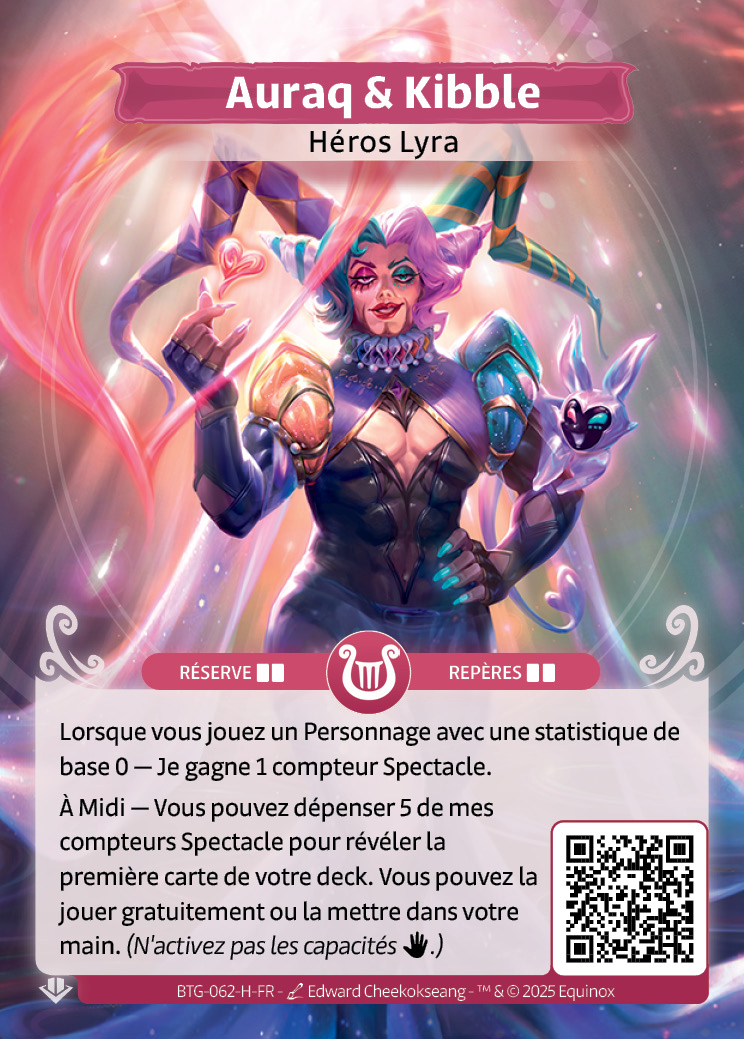 Auraq & Kibble
Héros Lyra
RÉSERVE
REPÈRES
Lorsque vous jouez un Personnage avec une statistique de
base 0 — Je gagne 1 compteur Spectacle.
À Midi — Vous pouvez dépenser 5 de mes
compteurs Spectacle pour révéler la
première carte de votre deck. Vous pouvez la
jouer gratuitement ou la mettre dans votre
main. (N'activez pas les capacités .)
BTG-062-H-FR - Edward Cheekokseang - ™ & © 2025 Equinox